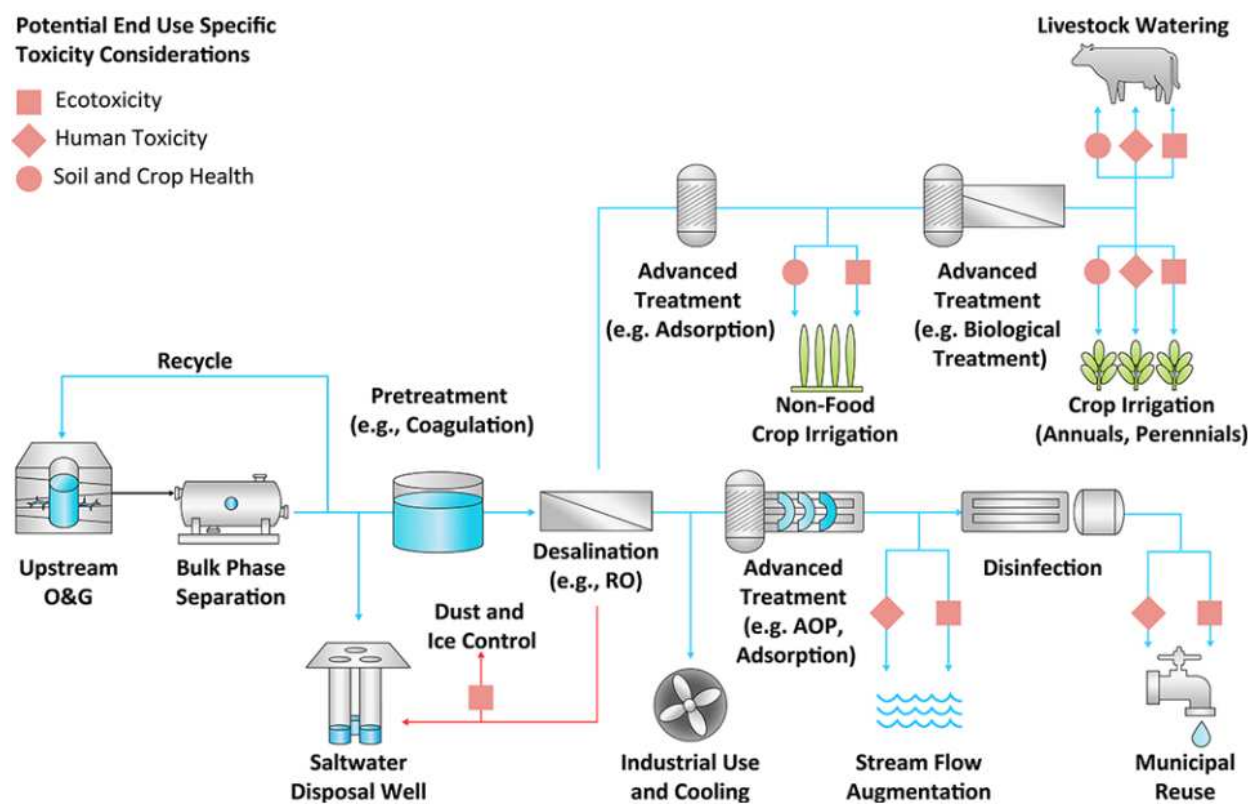 Potential End Use Specific
Toxicity Considerations
Ecotoxicity
Human Toxicity
Soil and Crop Health
Livestock Watering
Advanced
Treatment
(e.g. Adsorption)
Advanced
Treatment
(e.g. Biological
Treatment)
Recycle
Pretreatment
(e.g., Coagulation)
Non-Food
Crop Irrigation
Crop Irrigation
(Annuals, Perennials)
Upstream
O&G
Bulk Phase
Separation
Desalination
(e.g., RO)
Advanced
Treatment
(e.g. AOP,
Adsorption)
Disinfection
Dust and
Ice Control
Saltwater
Disposal Well
Industrial Use
and Cooling
Stream Flow
Augmentation
Municipal
Reuse